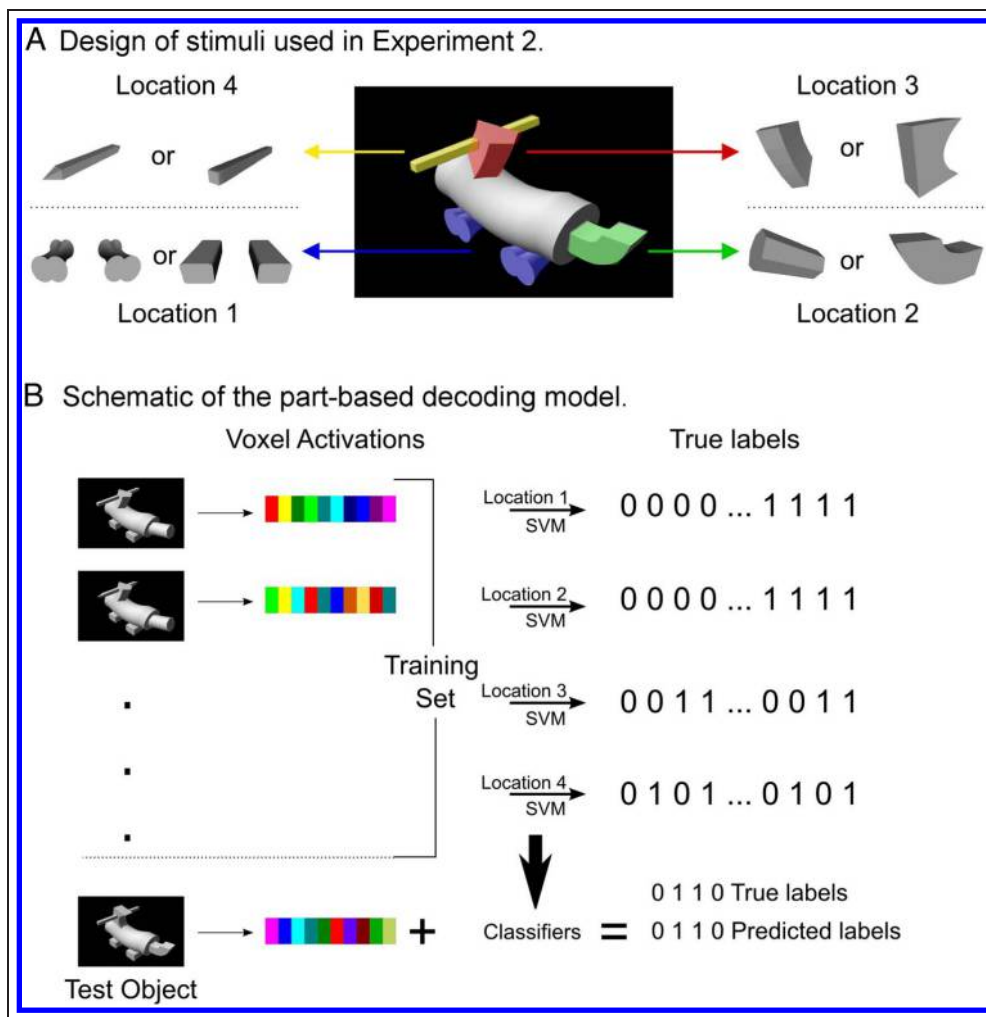 A Design of stimuli used in Experiment 2.
Location 4
Location 3
or
or
or
or
Location 1
Location 2
B Schematic of the part-based decoding model.
Voxel Activations
True labels
Location 1
SVM
0 0 0 0 ... 1 1 1 1
Location 2
SVM
0 0 0 0 ... 1 1 1 1
Training
Set
Location 3
SVM
0 0 1 1 ... 0 0 1 1
Location 4
SVM
0 1 0 1 ... 0 1 0 1
+
Classifiers
=
0 1 1 0 True labels
0 1 1 0 Predicted labels
Test Object